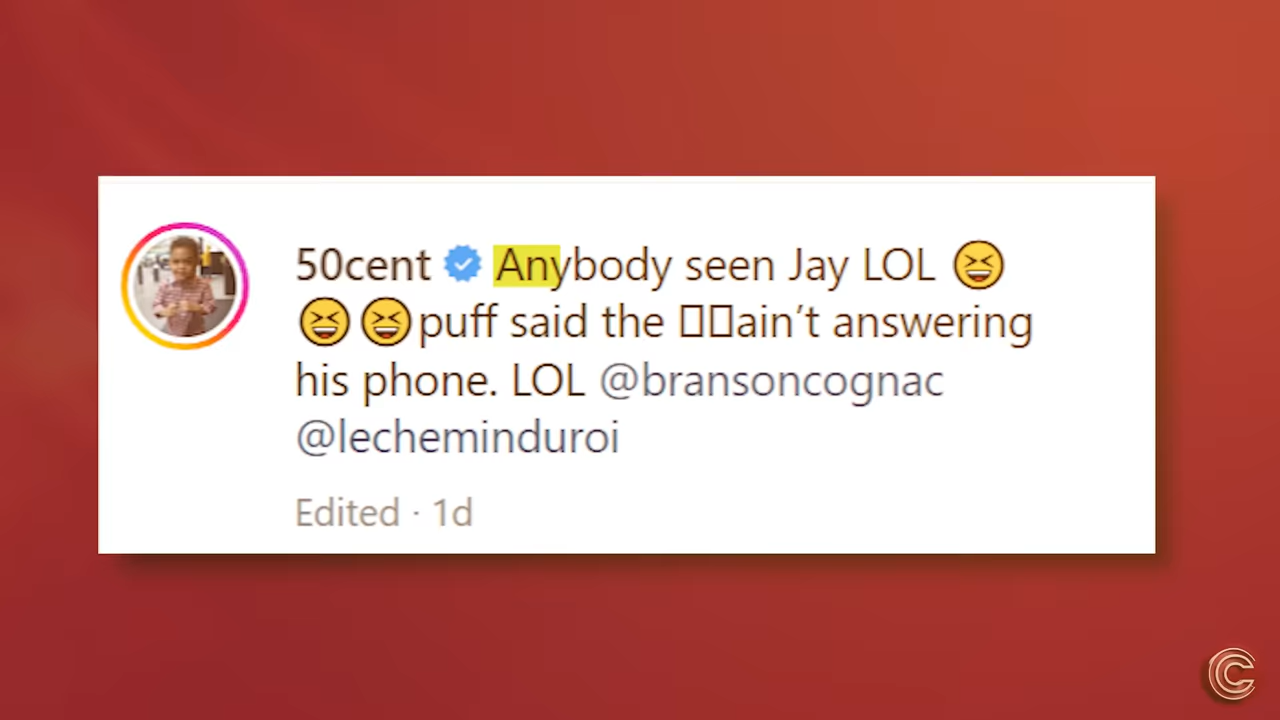 50cent Anybody seen Jay LOL 😆
😆😆puff said the □□ain’t answering
his phone. LOL @bransoncognac
@lecheminduroi
Edited · 1d